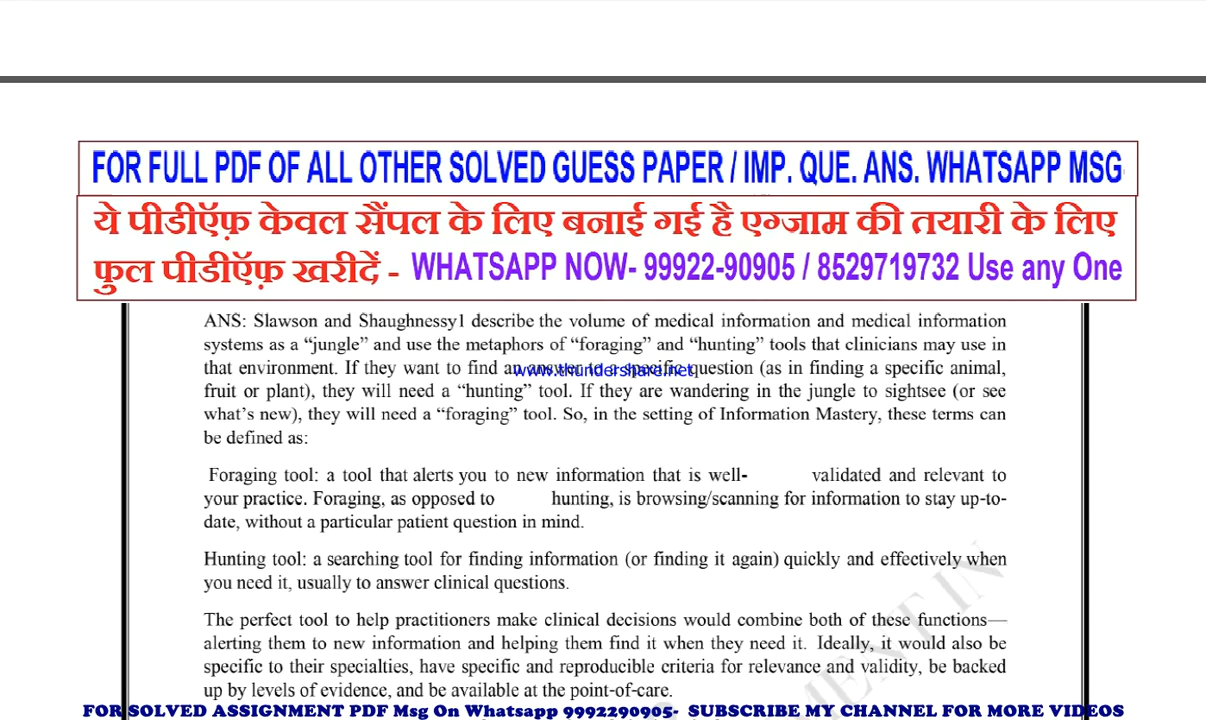 FOR FULL PDF OF ALL OTHER SOLVED GUESS PAPER / IMP. QUE. ANS. WHATSAPP MSG
ये पीडीऍफ़ केवल सैंपल के लिए बनाई गई है एग्जाम की तयारी के लिए
फुल पीडीऍफ़ खरीदें - WHATSAPP NOW- 99922-90905 / 8529719732 Use any One
ANS: Slawson and Shaughnessy1 describe the volume of medical information and medical information
systems as a “jungle” and use the metaphors of “foraging” and “hunting” tools that clinicians may use in
that environment. If they want to find an answer to a specific question (as in finding a specific animal,
www.thundershare.net
fruit or plant), they will need a “hunting” tool. If they are wandering in the jungle to sightsee (or see
what’s new), they will need a “foraging” tool. So, in the setting of Information Mastery, these terms can
be defined as:
Foraging tool: a tool that alerts you to new information that is well- validated and relevant to
your practice. Foraging, as opposed to hunting, is browsing/scanning for information to stay up-to-
date, without a particular patient question in mind.
Hunting tool: a searching tool for finding information (or finding it again) quickly and effectively when
you need it, usually to answer clinical questions.
The perfect tool to help practitioners make clinical decisions would combine both of these functions—
alerting them to new information and helping them find it when they need it. Ideally, it would also be
specific to their specialties, have specific and reproducible criteria for relevance and validity, be backed
up by levels of evidence, and be available at the point-of-care.
FOR SOLVED ASSIGNMENT PDF Msg On Whatsapp 9992290905- SUBSCRIBE MY CHANNEL FOR MORE VIDEOS